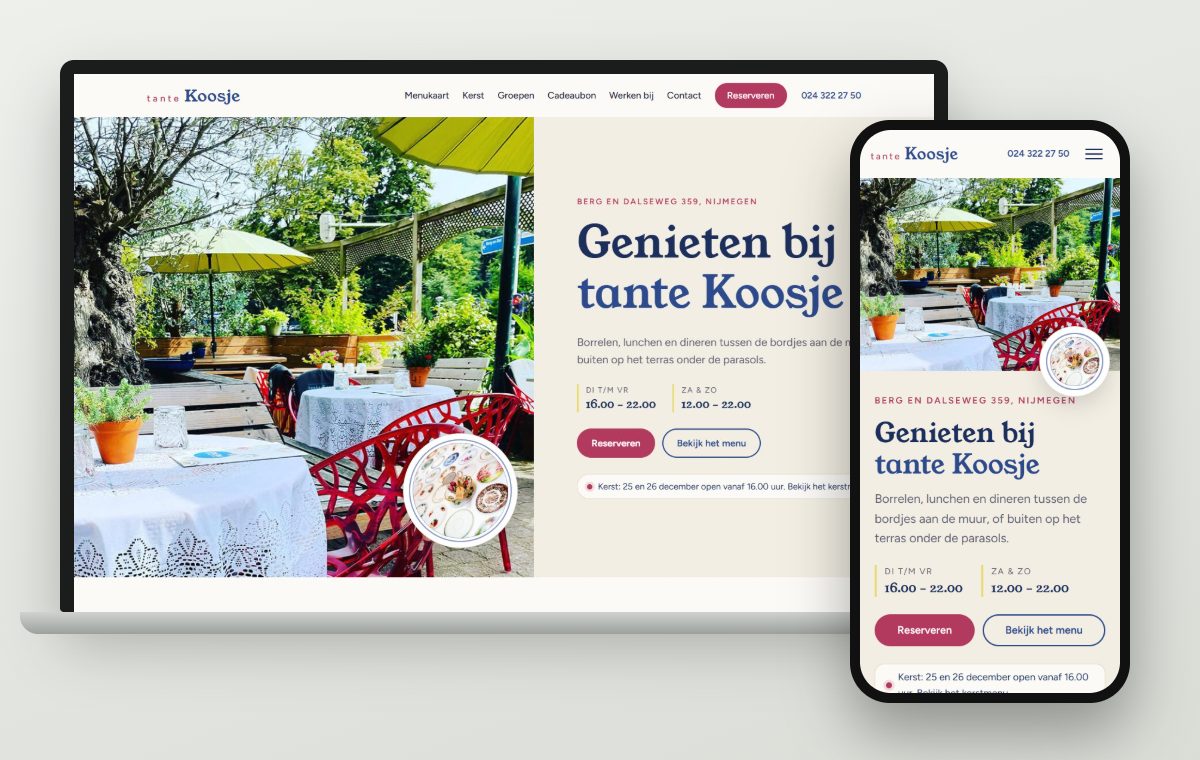 tante Koosje
Menukaart Kerst Groepen Cadeaubon Werken bij Contact Reserveren 024 322 27 50
BERG EN DALSEWEG 359, NIJMEGEN
Genieten bij
tante Koosje
Borrelen, lunchen en dineren tussen de bordjes aan de
buiten op het terras onder de parasols.
DI T/M VR ZA & ZO
16.00 – 22.00 12.00 – 22.00
Reserveren Bekijk het menu
Kerst: 25 en 26 december open vanaf 16.00 uur. Bekijk het
tante Koosje 024 322 27 50
BERG EN DALSEWEG 359, NIJMEGEN
Genieten bij
tante Koosje
Borrelen, lunchen en dineren tussen de
bordjes aan de muur, of buiten op het
terras onder de parasols.
DI T/M VR ZA & ZO
16.00 – 22.00 12.00 – 22.00
Reserveren Bekijk het menu
Kerst: 25 en 26 december open vanaf 16.00
uur. Bekijk het kerstmenu